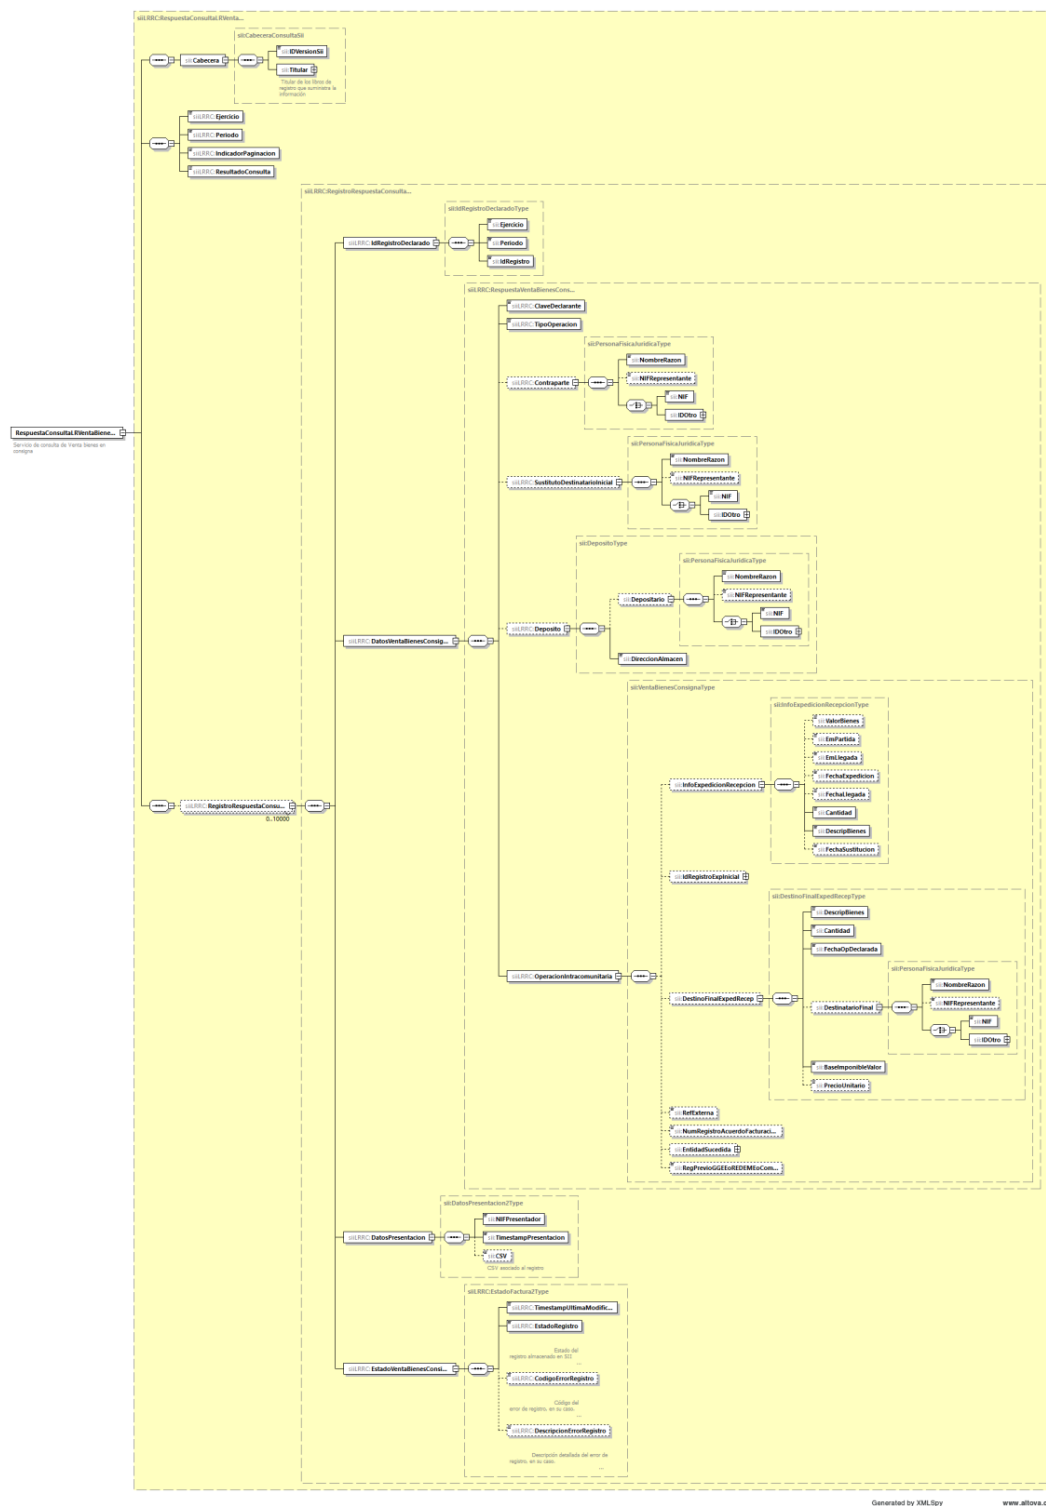 siiLRRC:RespuestaConsultaLRVenta...
sii:CabeceraConsultaSii
sii:Cabecera
sii:IDVersionSii
sii:Titular
Titular de los libros de
registro que suministra la
información
siiLRRC:Ejercicio
siiLRRC:Periodo
siiLRRC:IndicadorPaginacion
siiLRRC:ResultadoConsulta
siiLRRC:RegistroRespuestaConsulta...
sii:IdRegistroDeclaradoType
siiLRRC:IdRegistroDeclarado
sii:Ejercicio
sii:Periodo
sii:IdRegistro
siiLRRC:RespuestaVentaBienesCons...
siiLRRC:ClaveDeclarante
siiLRRC:TipoOperacion
sii:PersonaFisicaJuridicaType
siiLRRC:Contraparte
sii:NombreRazon
sii:NIFRepresentante
sii:NIF
sii:IDOtro
RespuestaConsultaLRVentaBiene...
Servicio de consulta de Venta bienes en
consigna
sii:PersonaFisicaJuridicaType
siiLRRC:SustitutoDestinatarioInicial
sii:NombreRazon
sii:NIFRepresentante
sii:NIF
sii:IDOtro
sii:DepositoType
sii:PersonaFisicaJuridicaType
sii:Depositario
sii:NombreRazon
sii:NIFRepresentante
sii:NIF
sii:IDOtro
siiLRRC:Deposito
sii:DireccionAlmacen
siiLRRC:DatosVentaBienesConsig...
sii:VentaBienesConsignaType
sii:InfoExpedicionRecepcionType
sii:InfoExpedicionRecepcion
sii:ValorBienes
sii:EmPartida
sii:EmLlegada
sii:FechaExpedicion
sii:FechaLlegada
sii:Cantidad
sii:DescripBienes
sii:FechaSustitucion
siiLRRC:RegistroRespuestaConsu...
0..10000
sii:IdRegistroExpInicial
sii:DestinoFinalExpedRecepType
sii:DescripBienes
sii:Cantidad
sii:FechaOpDeclarada
siiLRRC:OperacionIntracomunitaria
sii:DestinoFinalExpedRecep
sii:PersonaFisicaJuridicaType
sii:DestinatarioFinal
sii:NombreRazon
sii:NIFRepresentante
sii:NIF
sii:IDOtro
sii:BaseImponibleValor
sii:PrecioUnitario
sii:RefExterna
sii:NumRegistroAcuerdoFacturaci...
sii:EntidadSucedida
sii:RegPrevioGGEEoREDEMEoCom...
sii:DatosPresentacion2Type
siiLRRC:DatosPresentacion
sii:NIFPresentador
sii:TimestampPresentacion
sii:CSV
CSV asociado al registro
siiLRRC:EstadoFactura2Type
siiLRRC:TimestampUltimaModific...
siiLRRC:EstadoRegistro
Estado del
registro almacenado en SII
...
siiLRRC:EstadoVentaBienesConsi...
siiLRRC:CodigoErrorRegistro
Código del
error de registro, en su caso.
...
siiLRRC:DescripcionErrorRegistro
Descripción detallada del error de
registro, en su caso.
...
Generated by XMLSpy
www.altova.c